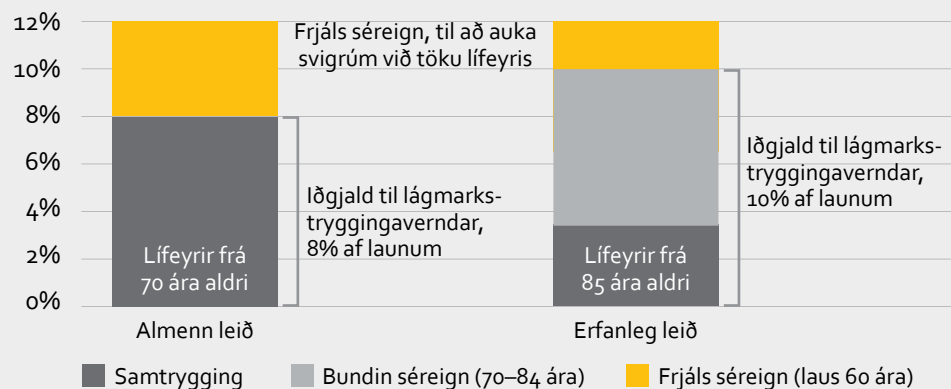 12%
10%
8%
6%
4%
2%
0%
Frjáls séreign, til að auka
svigrúm við töku lífeyris
Iðgjald til lágmarks-
tryggingaverndar,
8% af launum
Iðgjald til lágmarks-
tryggingaverndar,
10% af launum
Lífeyrir frá
70 ára aldri
Lífeyrir frá
85 ára aldri
Almenn leið
Erfanleg leið
Samtrygging
Bundin séreign (70–84 ára)
Frjáls séreign (laus 60 ára)